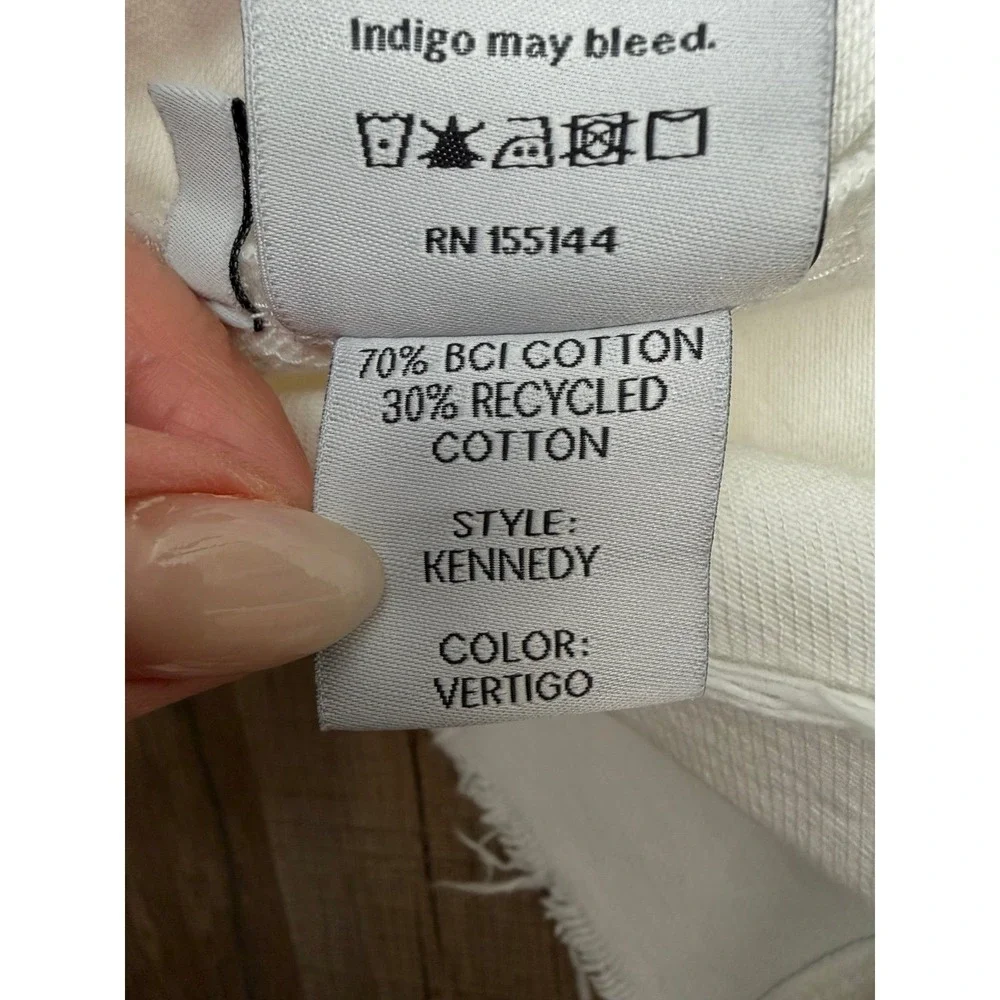 Indigo may bleed.
RN 155144
70% BCI COTTON
30% RECYCLED
COTTON
STYLE:
KENNEDY
COLOR:
VERTIGO